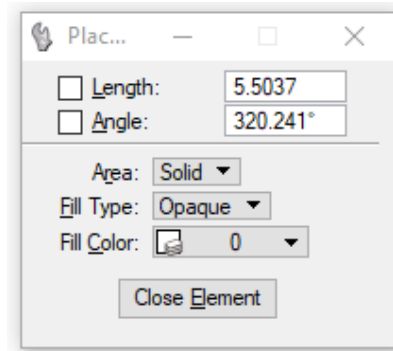 Plac...
Length: 5.5037
Angle: 320.241°
Area: Solid
Fill Type: Opaque
Fill Color: 0
Close Element